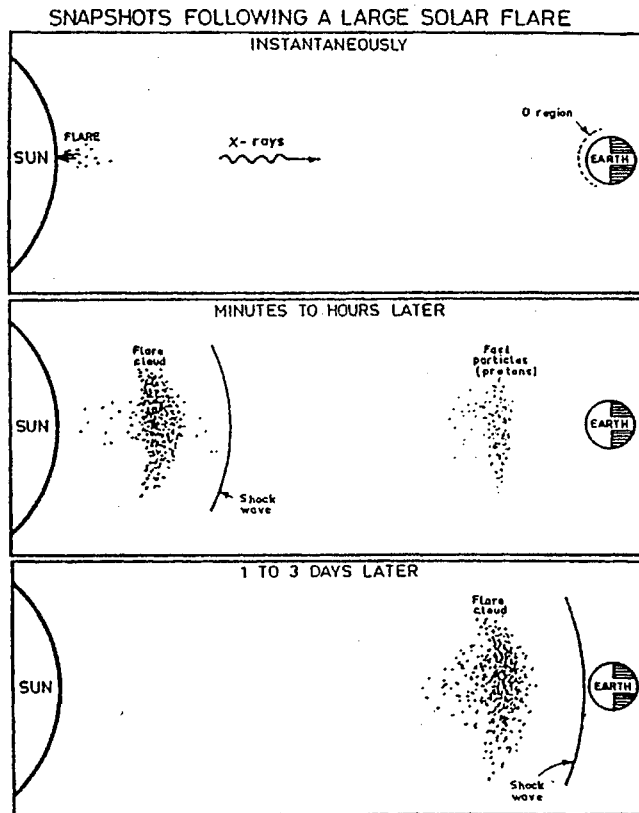 SNAPSHOTS FOLLOWING A LARGE SOLAR FLARE
INSTANTANEOUSLY
D region
FLARE
X-rays
SUN
EARTH
MINUTES TO HOURS LATER
Flare
cloud
Fast
particles
(protons)
SUN
EARTH
Shock
wave
1 TO 3 DAYS LATER
Flare
cloud
SUN
EARTH
Shock
wave